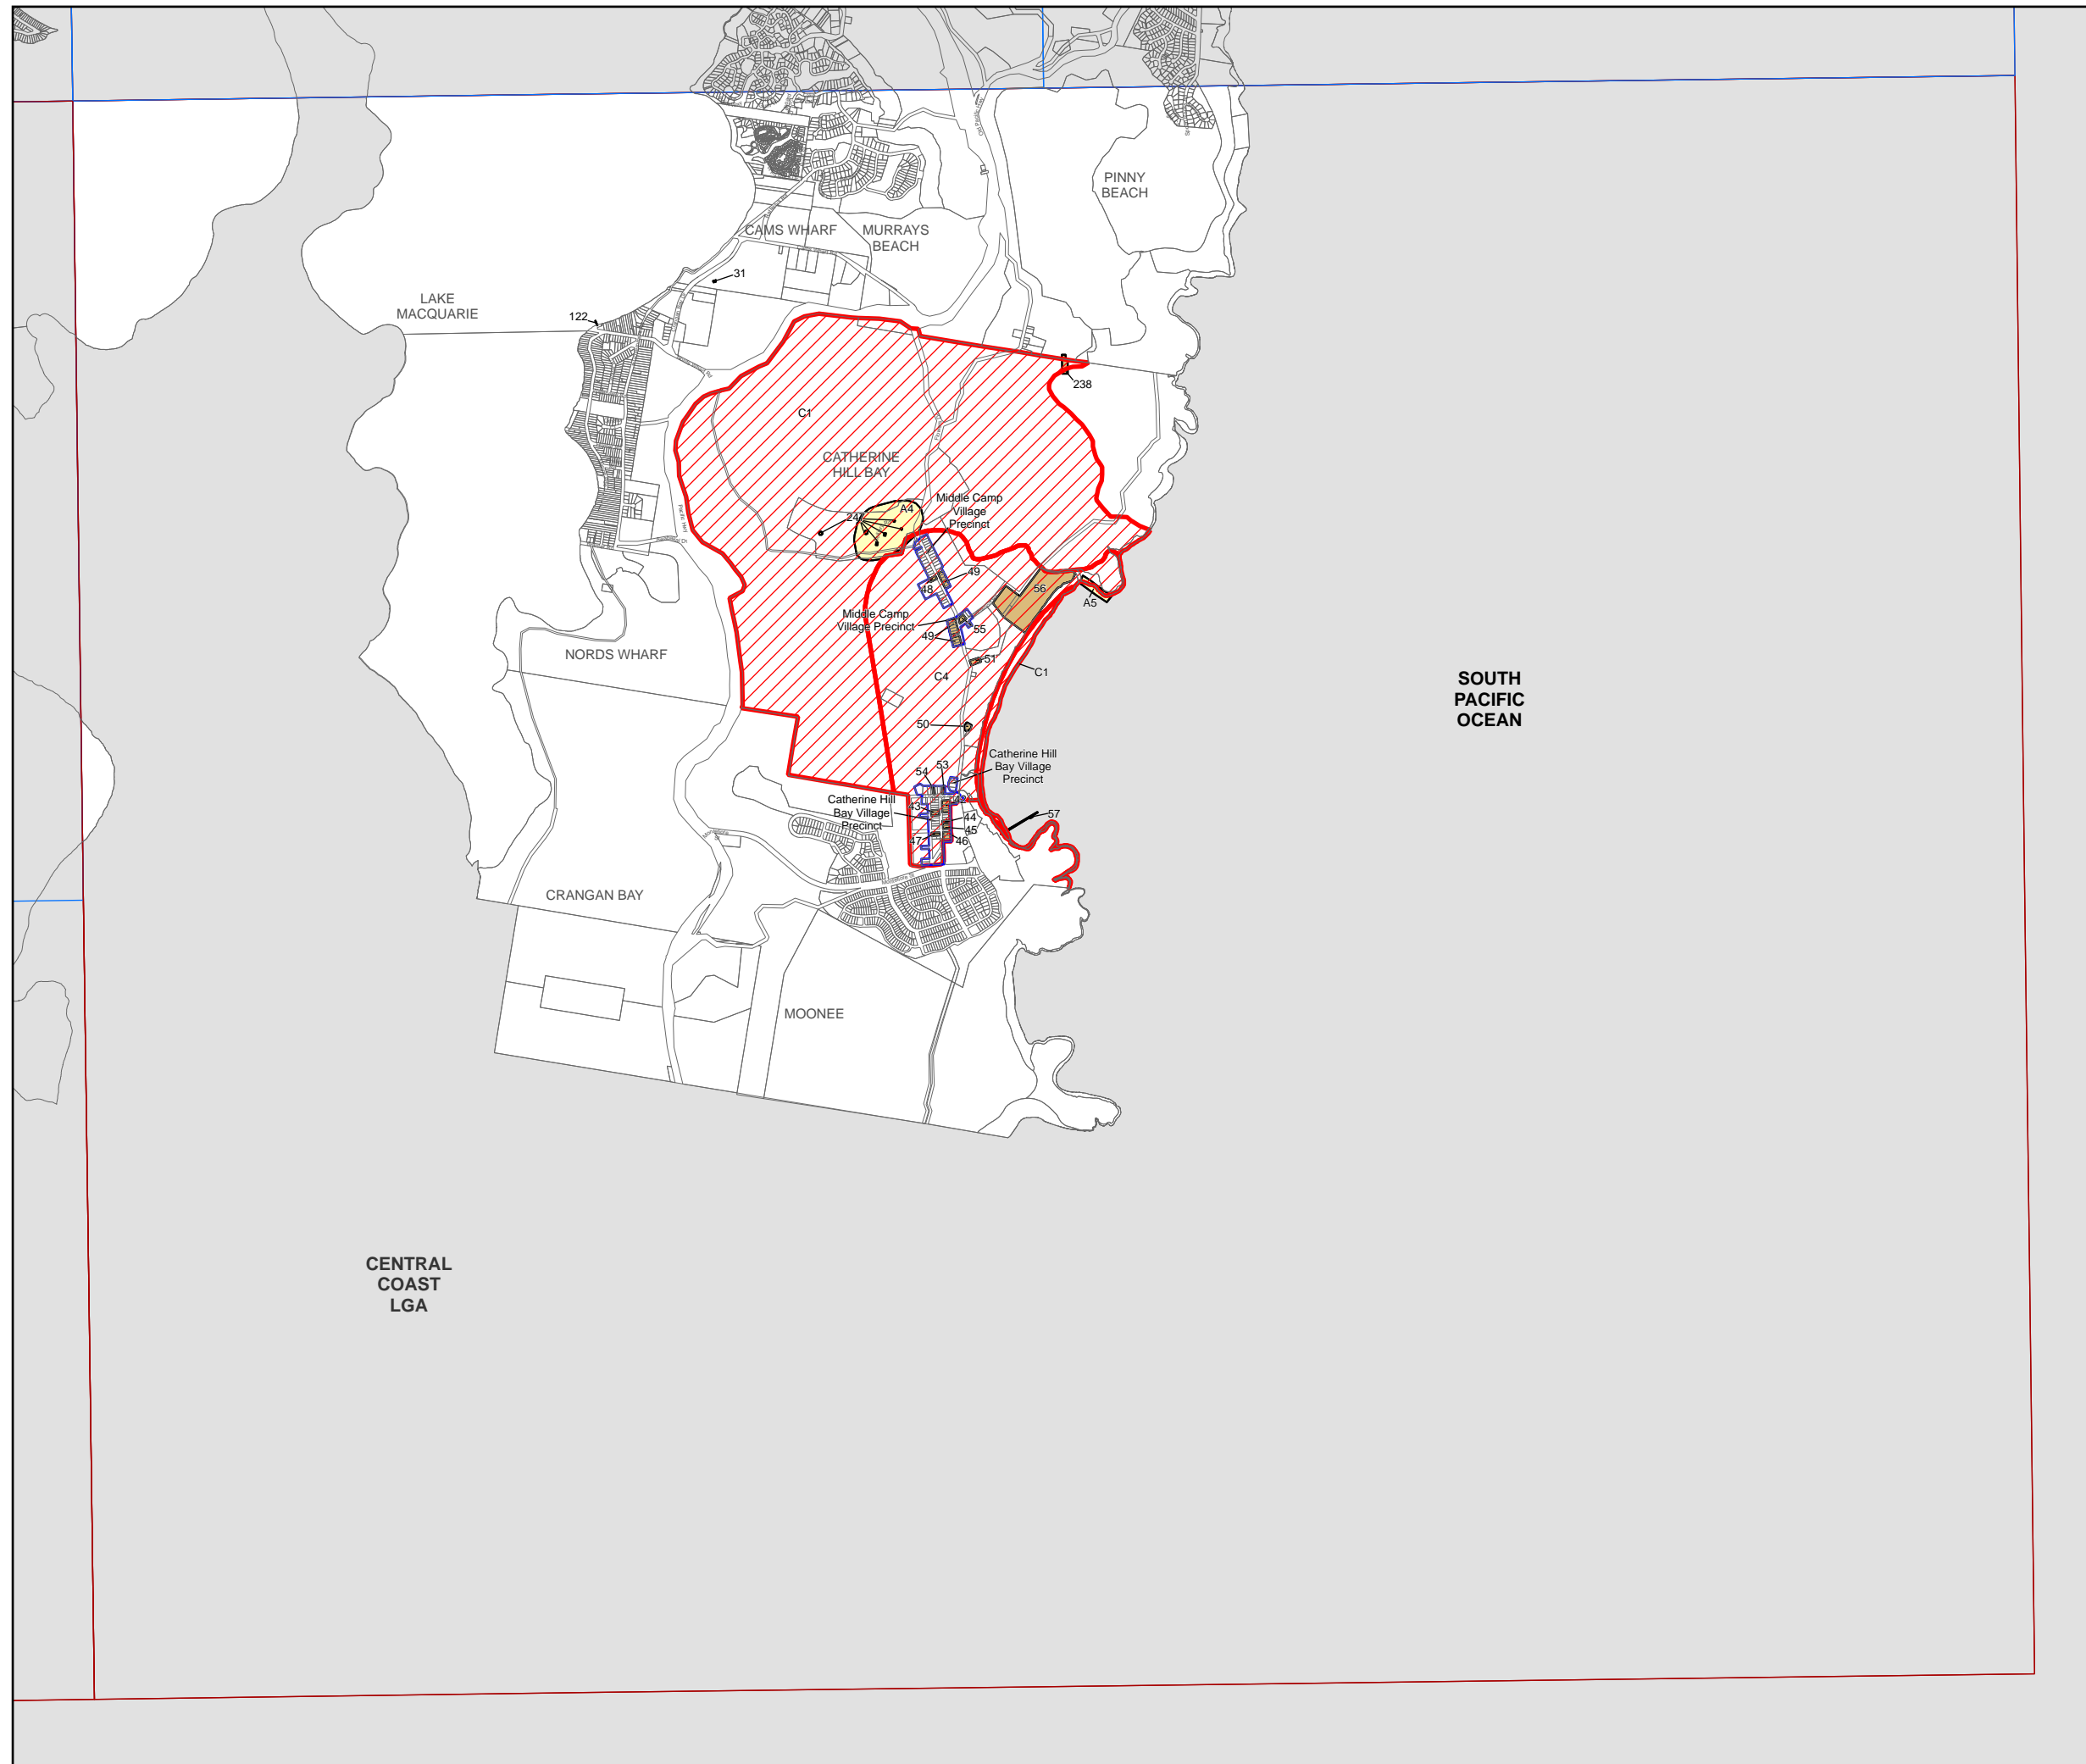 PINNY
BEACH
CAMS WHARF
MURRAYS
BEACH
31
LAKE
MACQUARIE
122
238
C1
CATHERINE
HILL BAY
Middle Camp
Village
Precinct
A4
247
49
48
56
A5
Middle Camp
Village Precinct
55
49
51
C1
C4
NORDS WHARF
SOUTH
PACIFIC
OCEAN
50
Catherine Hill
Bay Village
Precinct
53
54
Catherine Hill
Bay Village
Precinct
43
42
44
45
46
47
57
CRANGAN BAY
MOONEE
CENTRAL
COAST
LGA